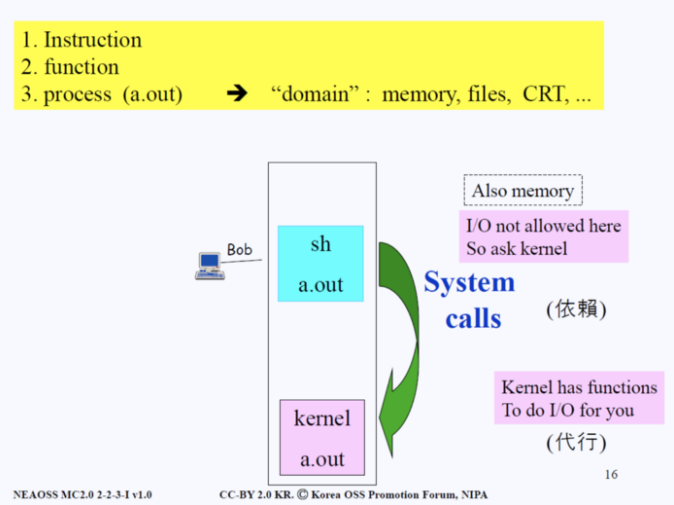 1. Instruction
2. function
3. process (a.out) ➔ “domain” : memory, files, CRT, ...
Also memory
I/O not allowed here
So ask kernel
Bob
sh
a.out
System
calls
(依賴)
Kernel has functions
To do I/O for you
(代行)
kernel
a.out
16
NEAOSS MC2.0 2-2-3-I v1.0
CC-BY 2.0 KR. Ⓒ Korea OSS Promotion Forum, NIPA